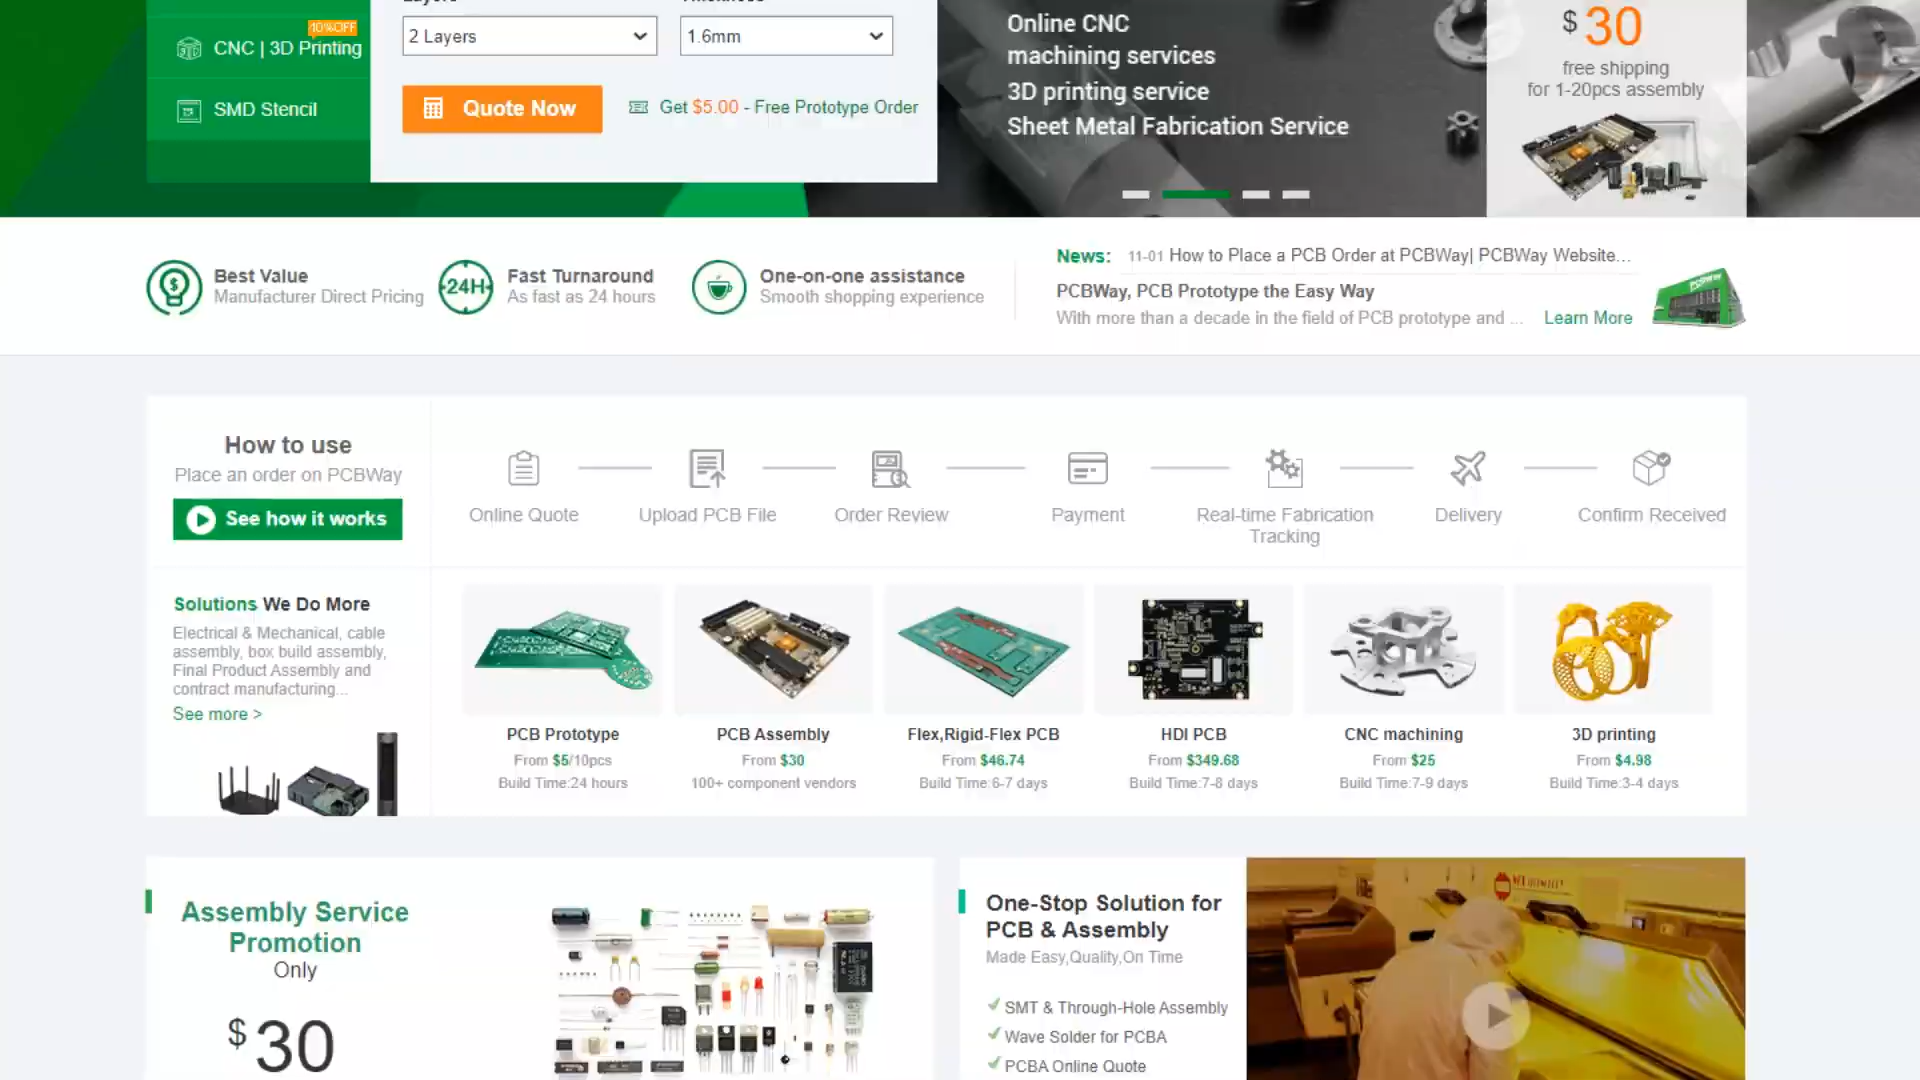 Online CNC
machining services
3D printing service
Sheet Metal Fabrication Service
$30
free shipping
for 1-20pcs assembly
10%OFF
CNC | 3D Printing
SMD Stencil
2 Layers
1.6mm
Quote Now
Get $5.00 - Free Prototype Order
Best Value
Manufacturer Direct Pricing
24H
Fast Turnaround
As fast as 24 hours
One-on-one assistance
Smooth shopping experience
News: 11-01 How to Place a PCB Order at PCBWay| PCBWay Website...
PCBWay, PCB Prototype the Easy Way
With more than a decade in the field of PCB prototype and ... Learn More
How to use
Place an order on PCBWay
See how it works
Online Quote
Upload PCB File
Order Review
Payment
Real-time Fabrication
Tracking
Delivery
Confirm Received
Solutions We Do More
Electrical & Mechanical, cable
assembly, box build assembly,
Final Product Assembly and
contract manufacturing...
See more >
PCB Prototype
From $5/10pcs
Build Time:24 hours
PCB Assembly
From $30
100+ component vendors
Flex,Rigid-Flex PCB
From $46.74
Build Time:6-7 days
HDI PCB
From $349.68
Build Time:7-8 days
CNC machining
From $25
Build Time:7-9 days
3D printing
From $4.98
Build Time:3-4 days
Assembly Service
Promotion
Only
$30
One-Stop Solution for
PCB & Assembly
Made Easy,Quality,On Time
SMT & Through-Hole Assembly
Wave Solder for PCBA
PCBA Online Quote